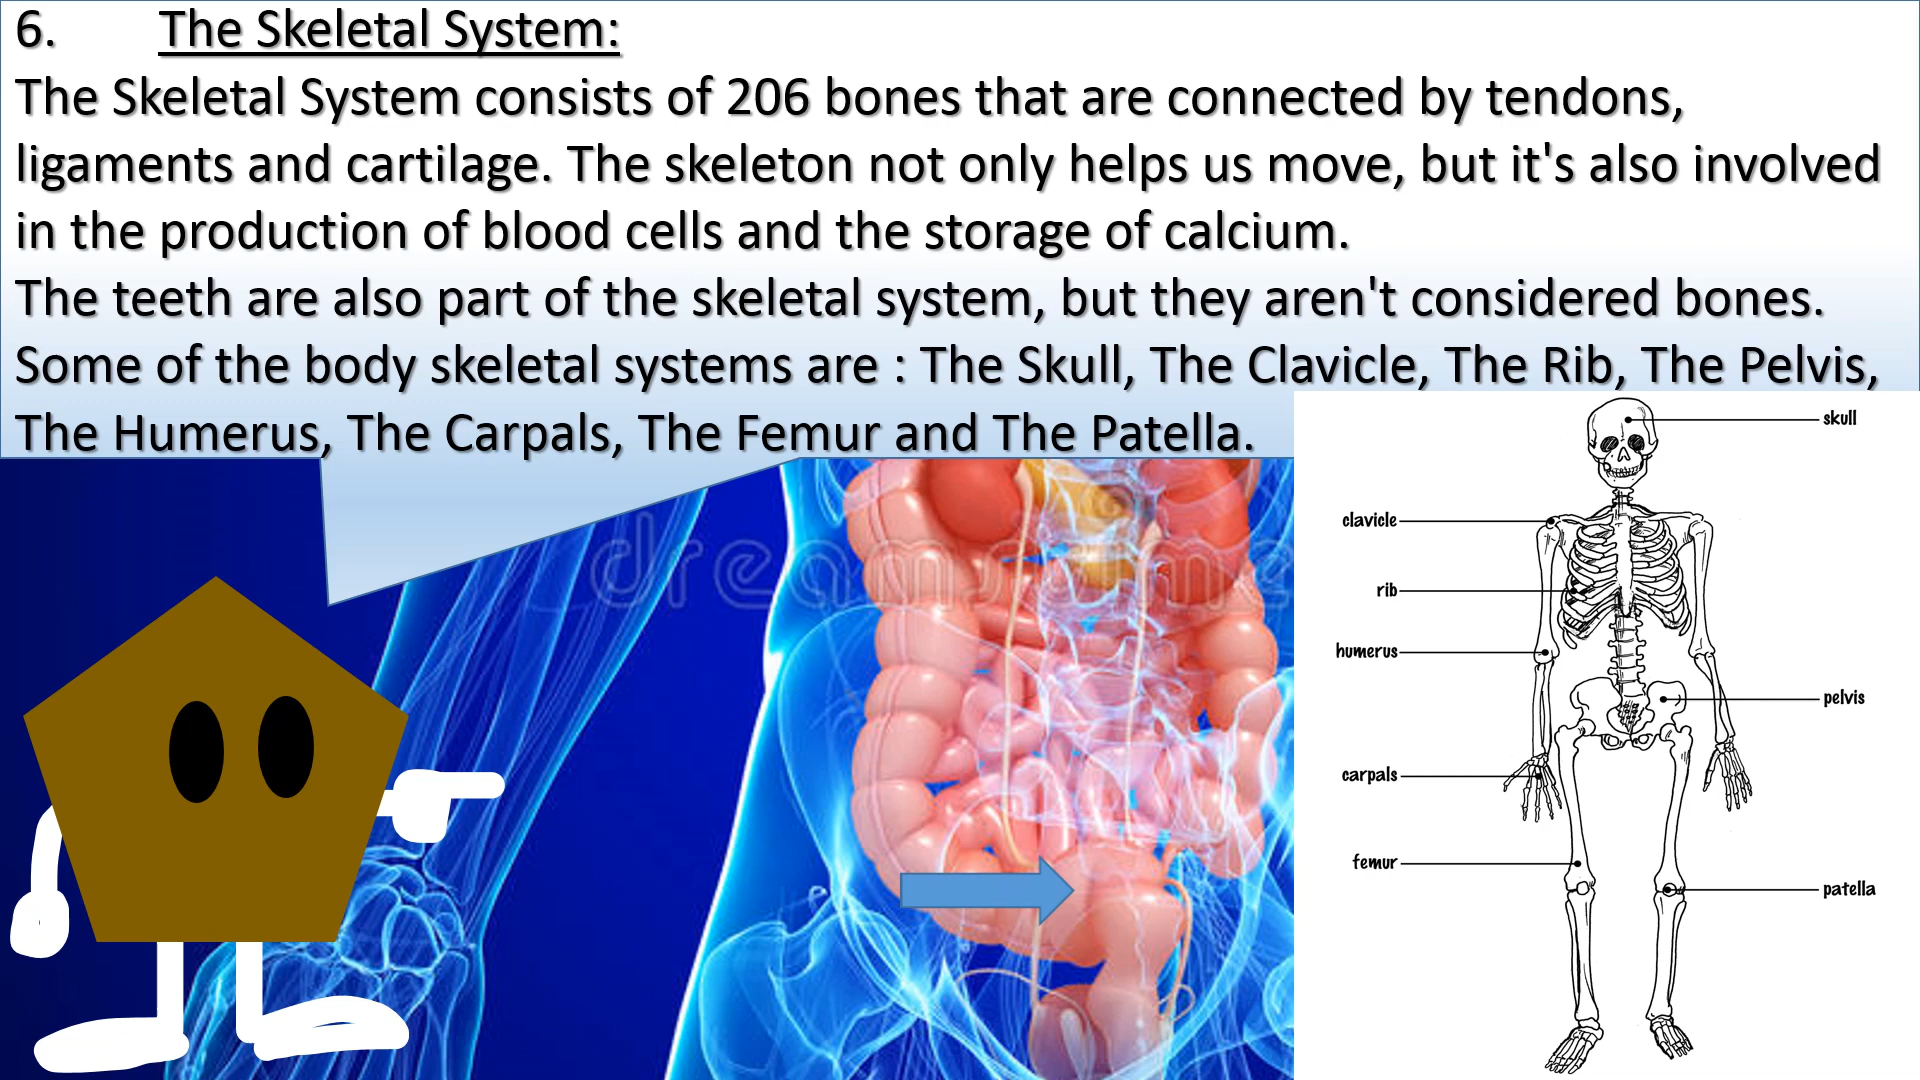 6. The Skeletal System:
The Skeletal System consists of 206 bones that are connected by tendons,
ligaments and cartilage. The skeleton not only helps us move, but it's also involved
in the production of blood cells and the storage of calcium.
The teeth are also part of the skeletal system, but they aren't considered bones.
Some of the body skeletal systems are : The Skull, The Clavicle, The Rib, The Pelvis,
The Humerus, The Carpals, The Femur and The Patella.
skull
clavicle
dreamstime
rib
humerus
pelvis
carpals
femur
patella